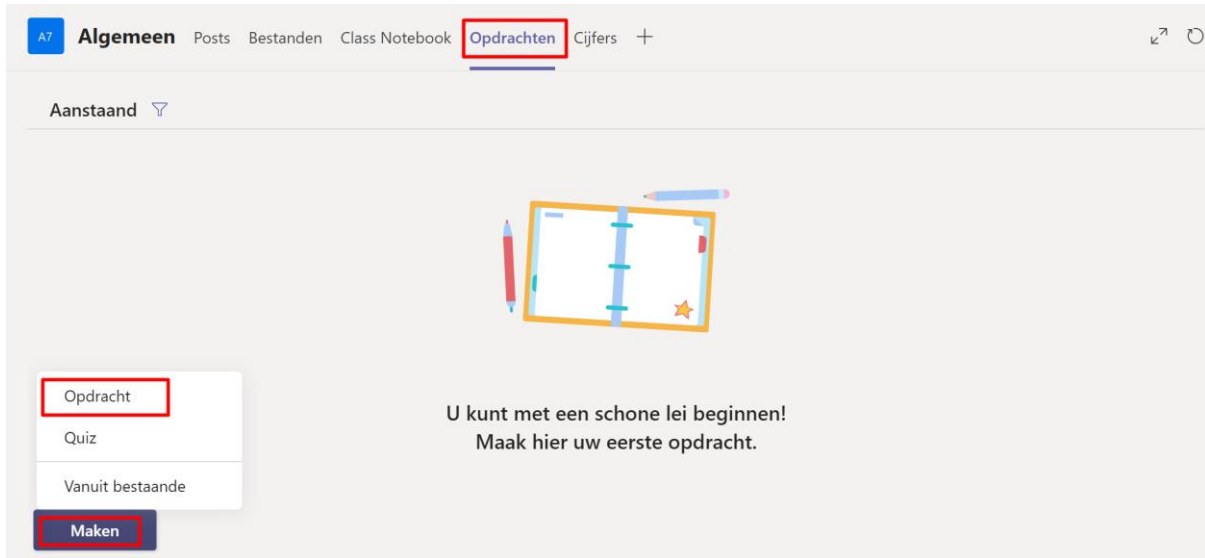 A7 Algemeen Posts Bestanden Class Notebook Opdrachten Cijfers +
Aanstaand
Opdracht
Quiz
Vanuit bestaande
Maken
U kunt met een schone lei beginnen!
Maak hier uw eerste opdracht.